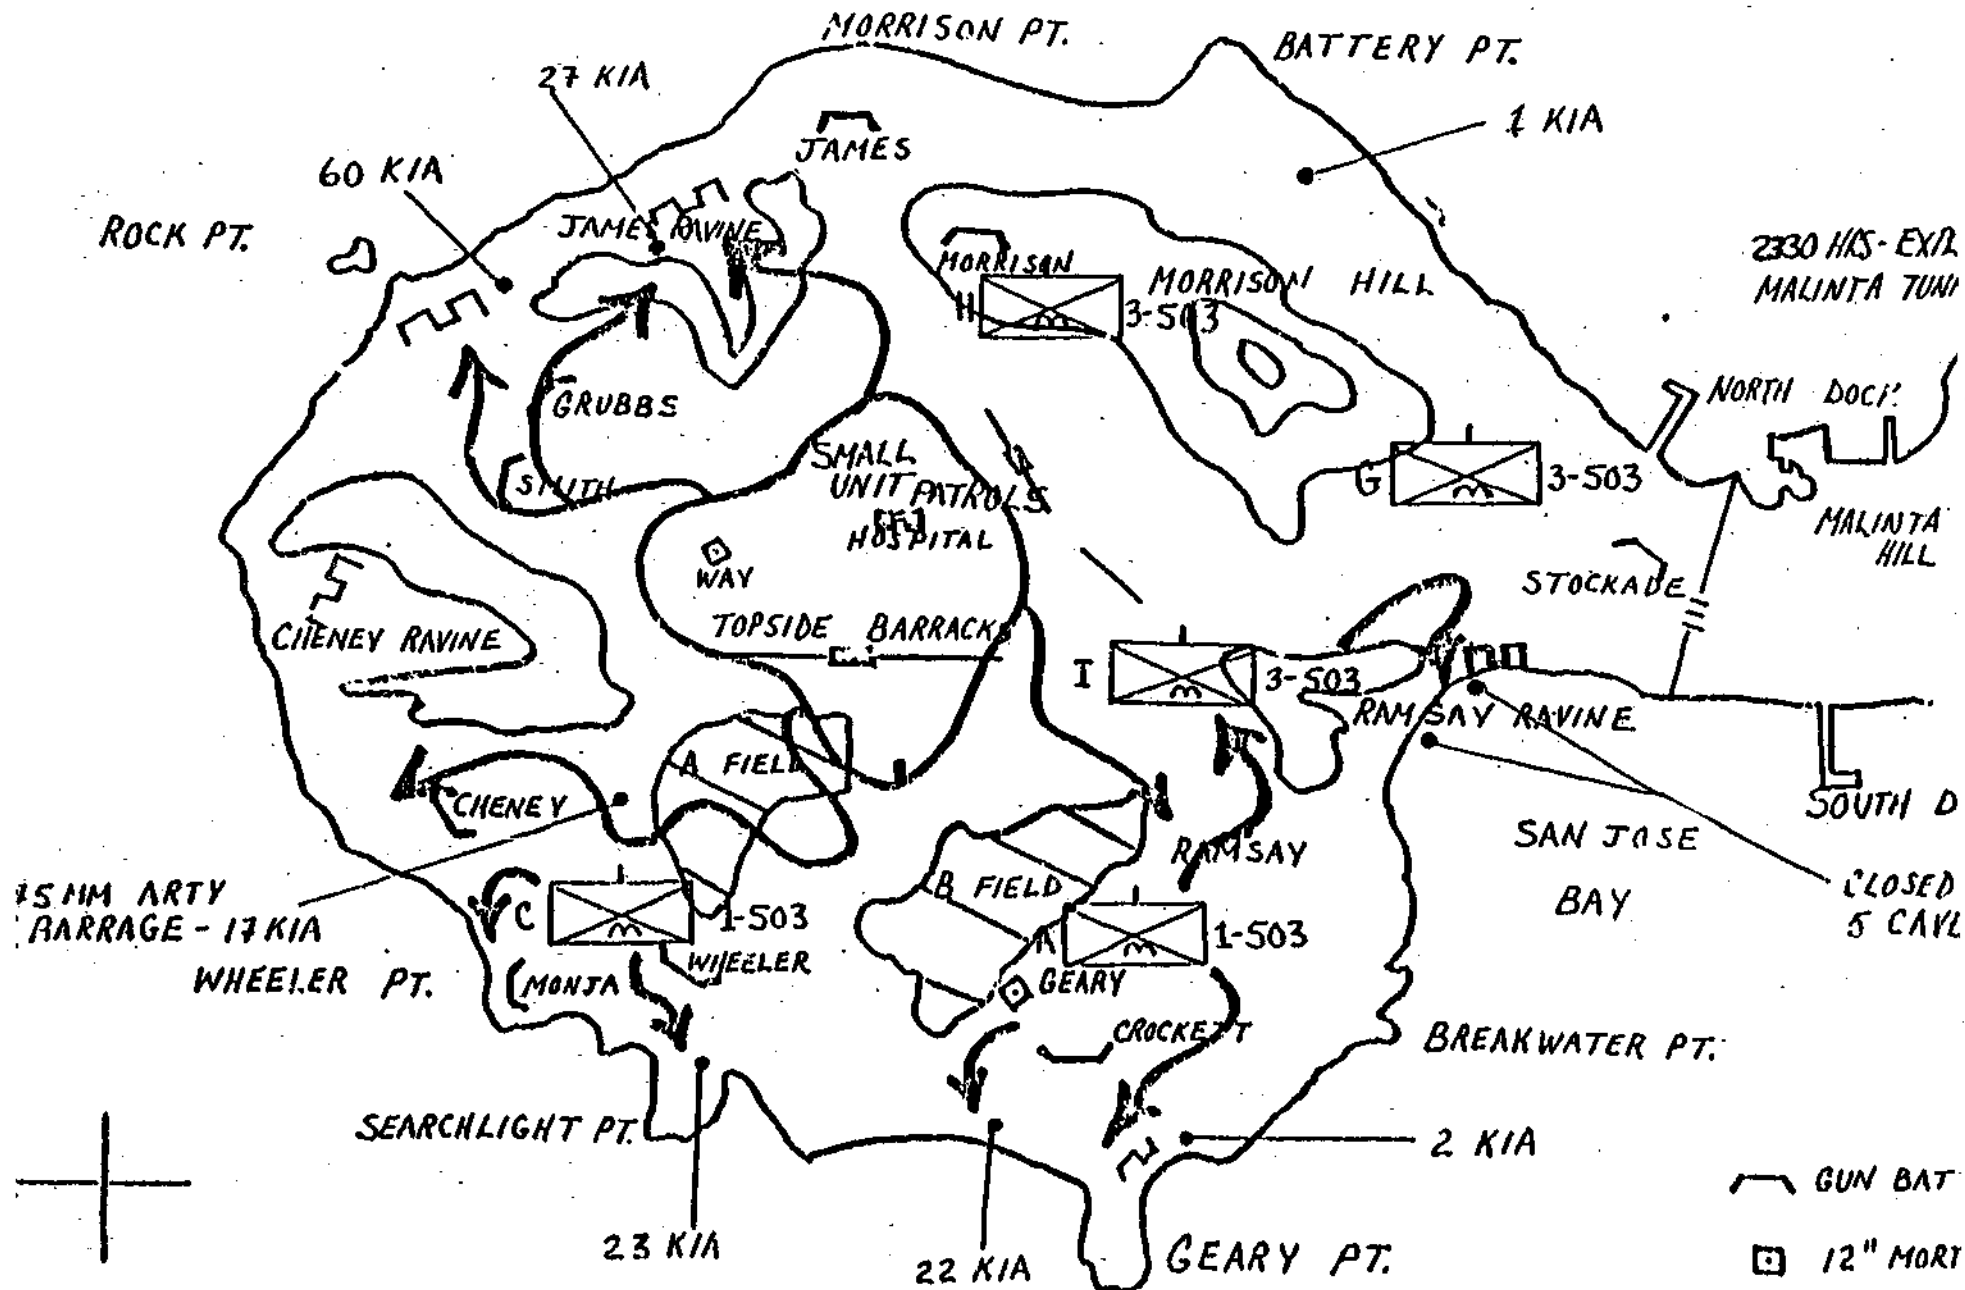 MORRISON PT.
BATTERY PT.
27 KIA
1 KIA
JAMES
60 KIA
ROCK PT.
JAMES RAVINE
2330 HRS - EXPL
MALINTA TUNN
MORRISON
MORRISON HILL
H 3-503
NORTH DOCK
GRUBBS
SMALL
UNIT PATROLS
SMITH
G 3-503
HOSPITAL
MALINTA
HILL
WAY
STOCKADE
CHENEY RAVINE
TOPSIDE BARRACKS
I 3-503
RAMSAY RAVINE
A FIELD
CHENEY
SOUTH D
SAN JOSE
BAY
RAMSAY
B FIELD
75 MM ARTY
BARRAGE - 17 KIA
CLOSED
5 CAVE
C 1-503
A 1-503
WHEELER
WHEELER PT.
MONJA
GEARY
CROCKETT
BREAKWATER PT.
SEARCHLIGHT PT.
2 KIA
GUN BAT
23 KIA
22 KIA
GEARY PT.
12" MORT